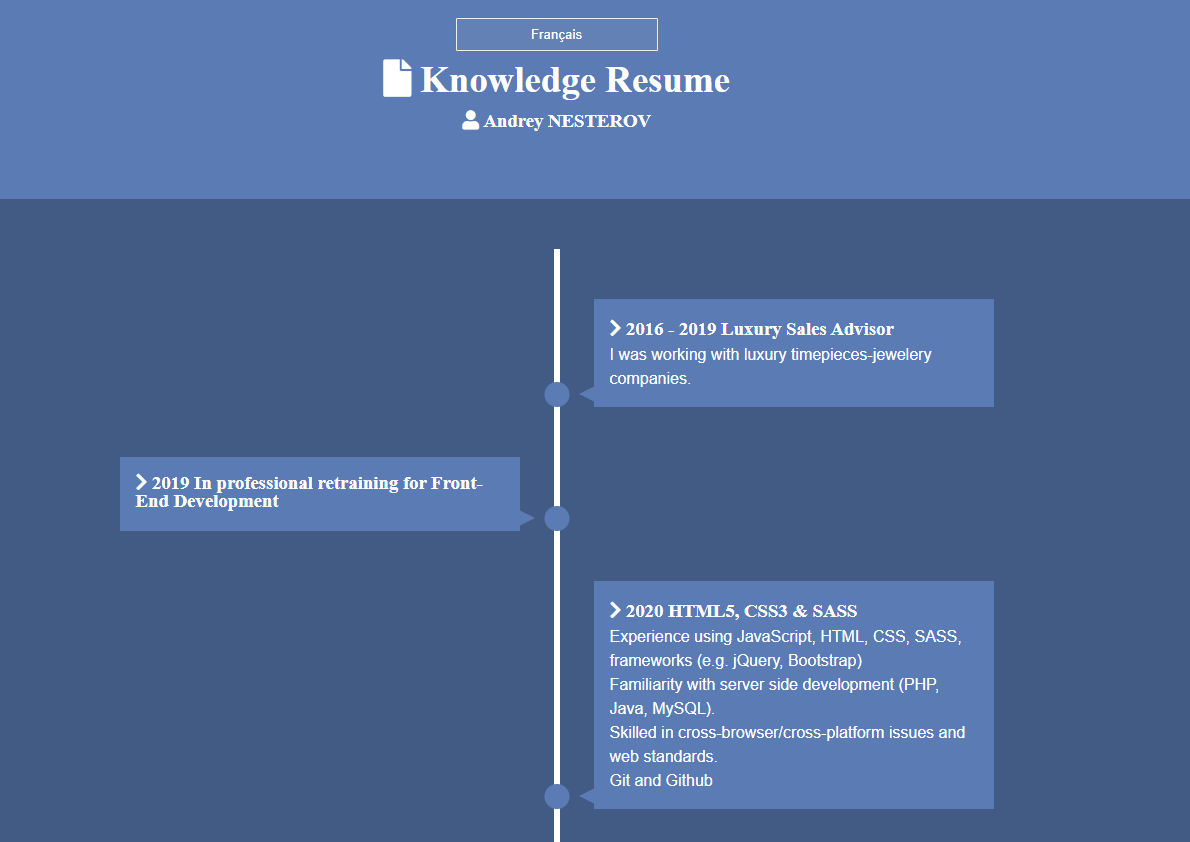 Français
Knowledge Resume
Andrey NESTEROV
2016 - 2019 Luxury Sales Advisor
I was working with luxury timepieces-jewelery
companies.
2019 In professional retraining for Front-
End Development
2020 HTML5, CSS3 & SASS
Experience using JavaScript, HTML, CSS, SASS,
frameworks (e.g. jQuery, Bootstrap)
Familiarity with server side development (PHP,
Java, MySQL).
Skilled in cross-browser/cross-platform issues and
web standards.
Git and Github